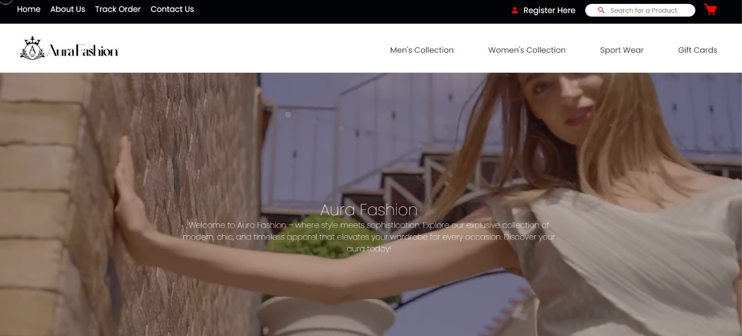 Home About Us Track Order Contact Us Register Here Search for a Product
Aura Fashion Men's Collection Women's Collection Sport Wear Gift Cards
Aura Fashion
Welcome to Aura Fashion – where style meets sophistication. Explore our exclusive collection of
modern, chic, and timeless apparel that elevates your wardrobe for every occasion. Discover your
aura today!